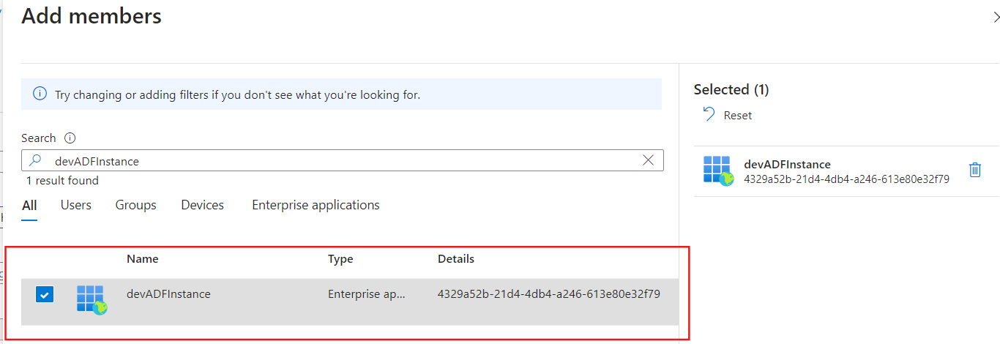 Add members
Try changing or adding filters if you don't see what you're looking for.
Search
devADFInstance
1 result found
All Users Groups Devices Enterprise applications
Name Type Details
devADFInstance Enterprise ap... 4329a52b-21d4-4db4-a246-613e80e32f79
Selected (1)
Reset
devADFInstance
4329a52b-21d4-4db4-a246-613e80e32f79